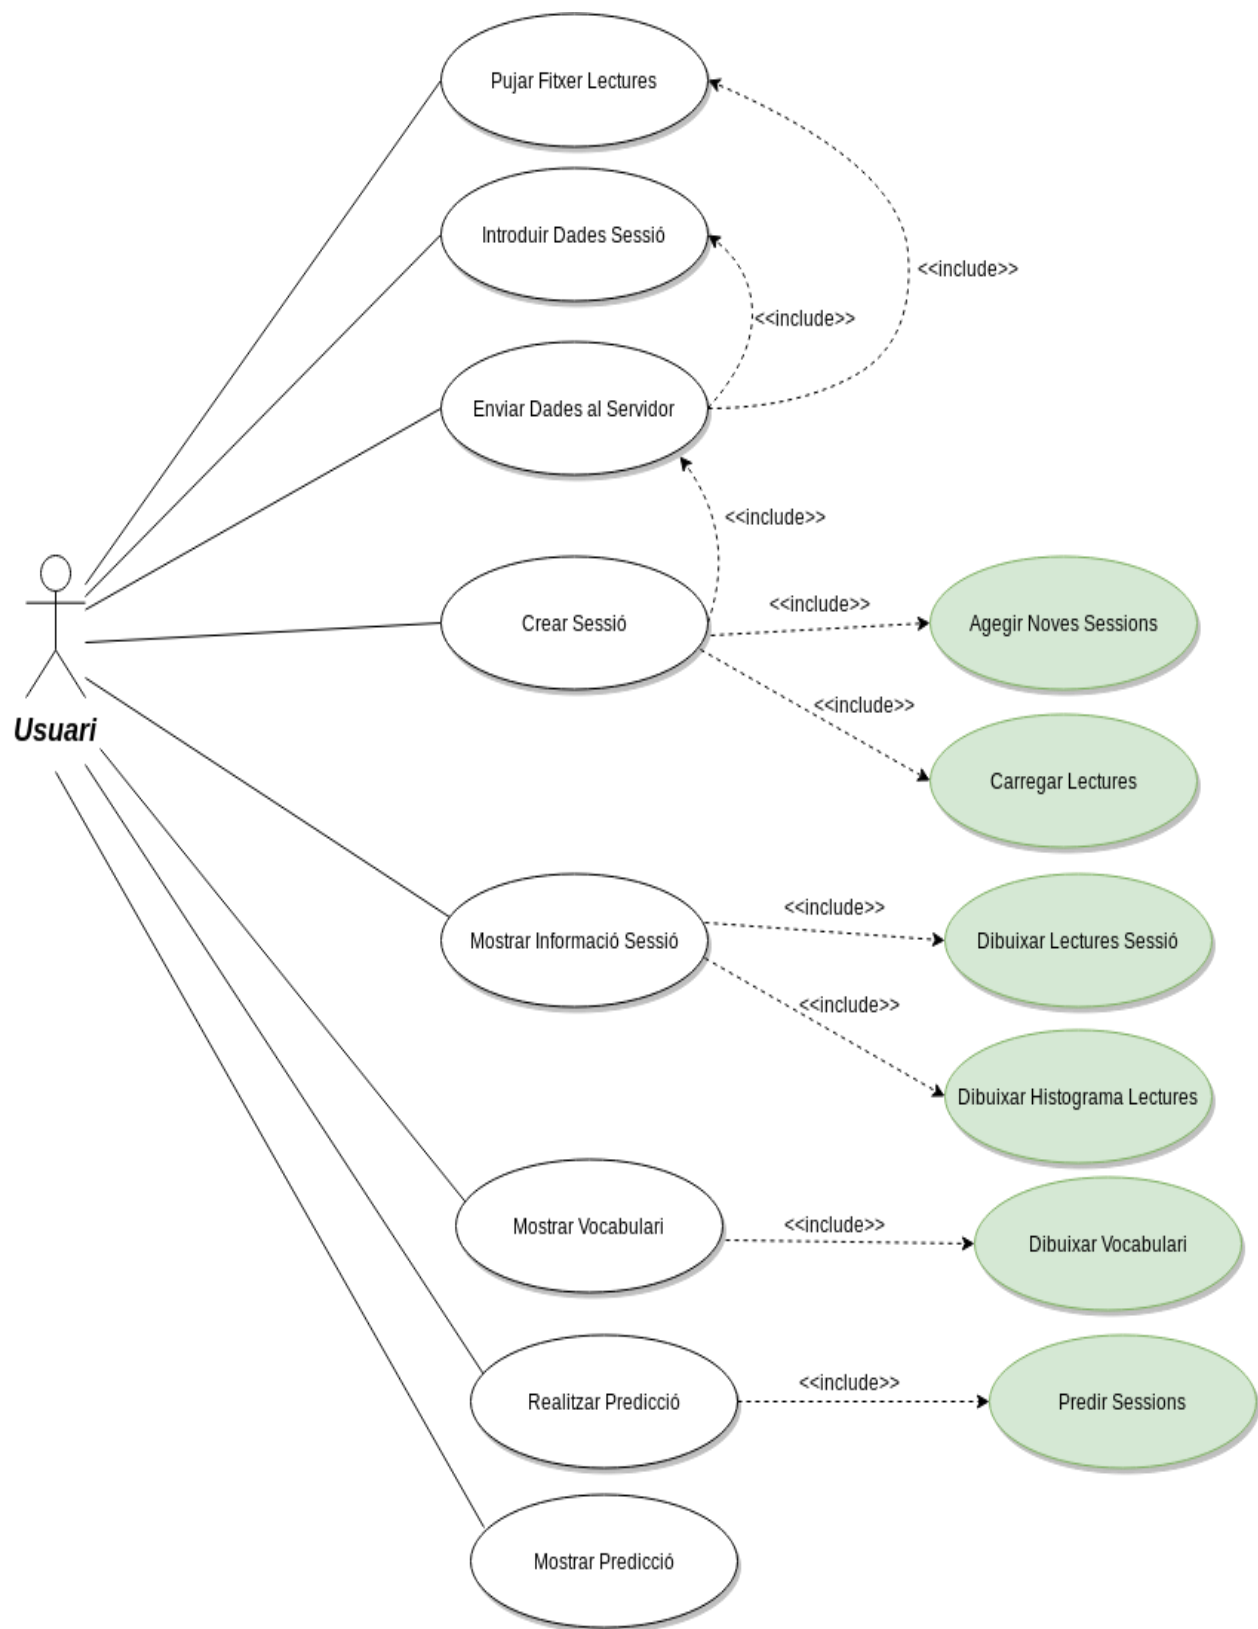 Pujar Fitxer Lectures
Introduir Dades Sessió
<<include>>
<<include>>
Enviar Dades al Servidor
<<include>>
Crear Sessió
<<include>>
Agegir Noves Sessions
<<include>>
Usuari
Carregar Lectures
<<include>>
Mostrar Informació Sessió
Dibuixar Lectures Sessió
<<include>>
Dibuixar Histograma Lectures
Mostrar Vocabulari
<<include>>
Dibuixar Vocabulari
<<include>>
Realitzar Predicció
Predir Sessions
Mostrar Predicció